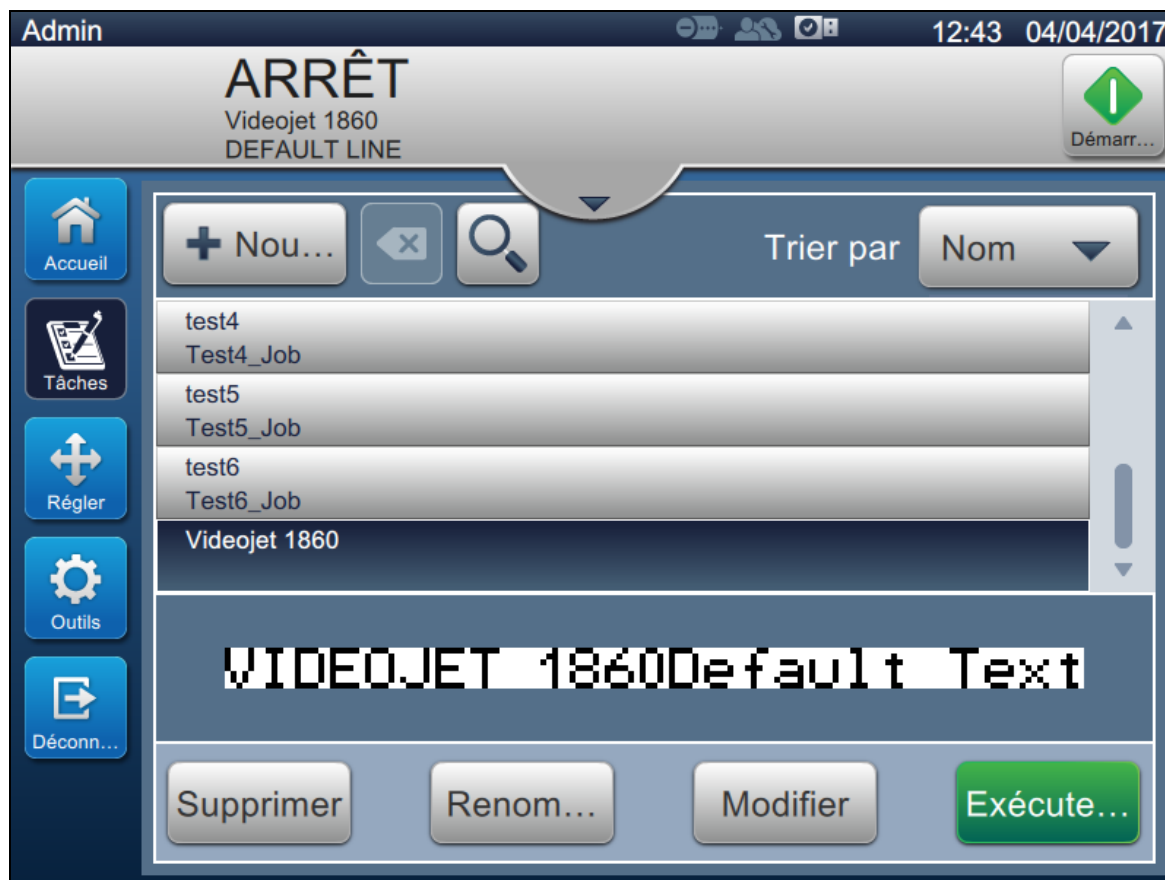 Admin 12:43 04/04/2017
ARRÊT
Videojet 1860
DEFAULT LINE
Démarr...
Accueil
Tâches
Régler
Outils
Déconn...
Nou... Trier par Nom
test4
Test4_Job
test5
Test5_Job
test6
Test6_Job
Videojet 1860
VIDEOJET 1860Default Text
Supprimer Renom... Modifier Exécute...